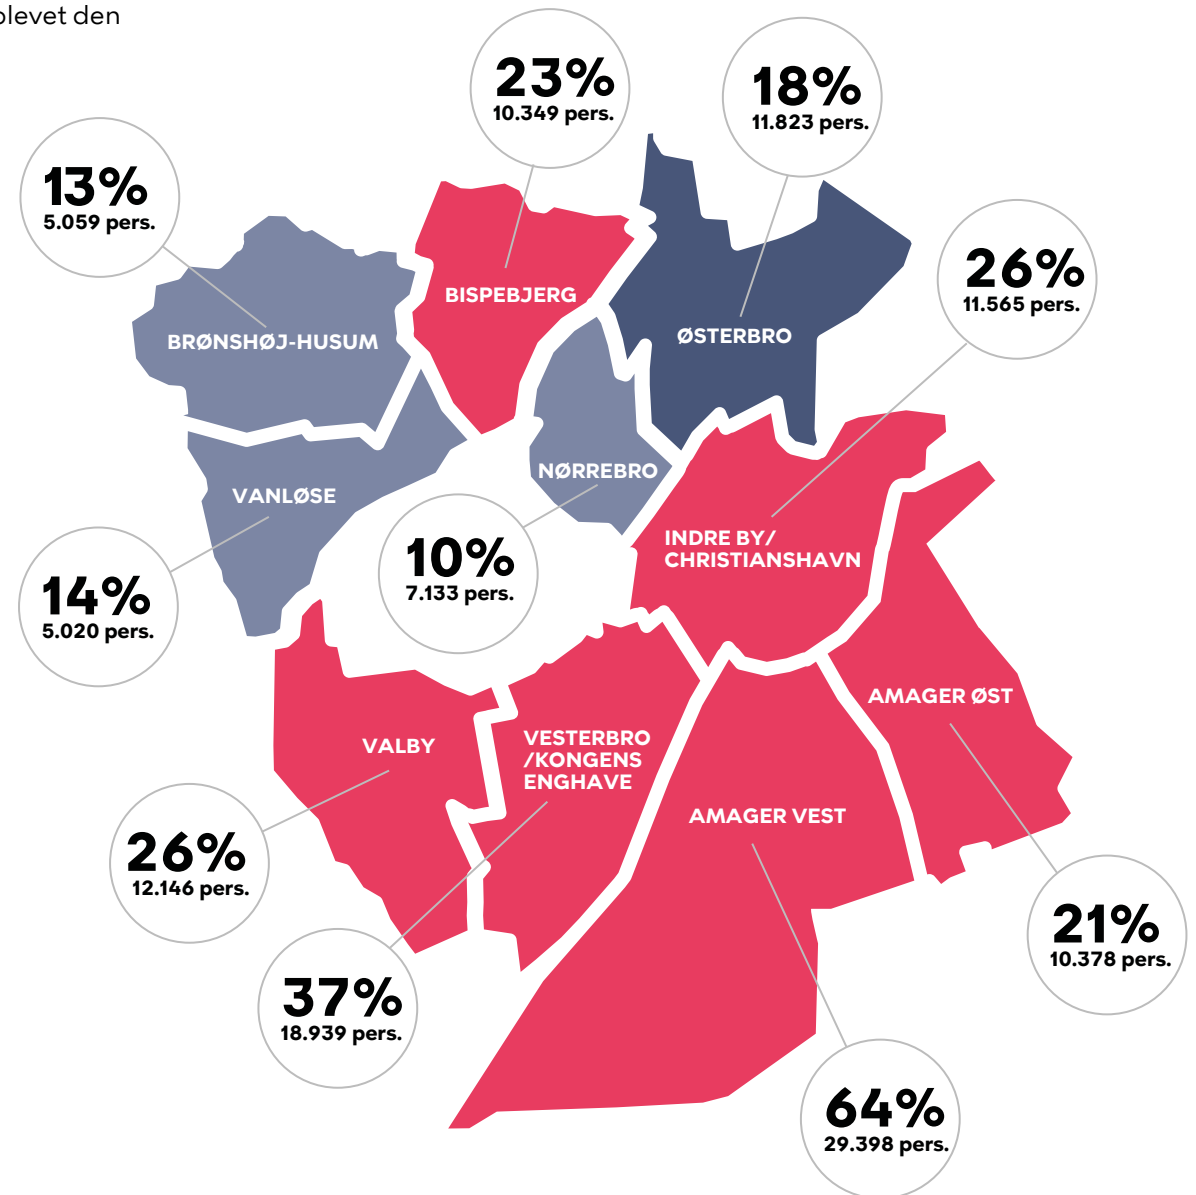 plevet den
23%
10.349 pers.
18%
11.823 pers.
13%
5.059 pers.
26%
11.565 pers.
BISPEBJERG
BRØNSHØJ-HUSUM
ØSTERBRO
NØRREBRO
VANLØSE
INDRE BY/
CHRISTIANSHAVN
10%
7.133 pers.
14%
5.020 pers.
AMAGER ØST
VALBY
VESTERBRO
/KONGENS
ENGHAVE
AMAGER VEST
26%
12.146 pers.
21%
10.378 pers.
37%
18.939 pers.
64%
29.398 pers.